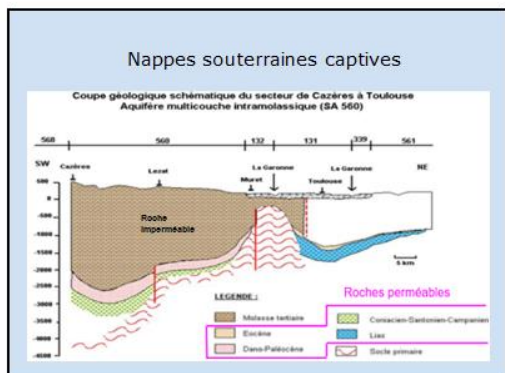 Nappes souterraines captives
Coupe géologique schématique du secteur de Cazères à Toulouse
Aquifère multicouche intramolassique (SA 560)
568 560 132 131 339 561
SW NE
Cazères Lezat Muret La Garonne Toulouse La Garonne
500
0
-500
-1000
-1500
-2000
-2500
-3000
-3500
-4000
-4500
Roche
imperméable
5 km
LEGENDE :
Roches perméables
Molasse tertiaire
Eocène
Dano-Paléocène
Coniacien-Santonien-Campanien
Lias
Socle primaire